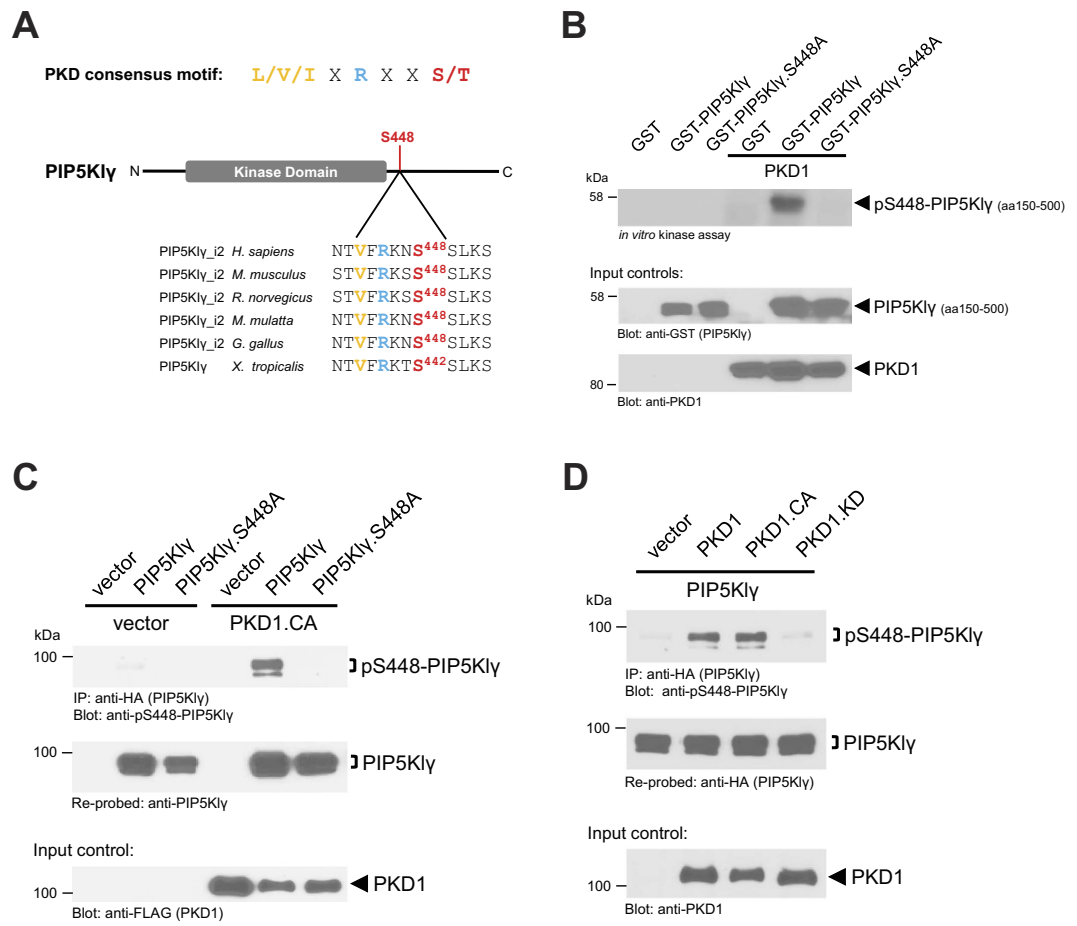 A
PKD consensus motif: L/V/I X R X X S/T
S448
PIP5KIγ N Kinase Domain C
PIP5KIγ_i2 H. sapiens NTVFRKNS448SLKS
PIP5KIγ_i2 M. musculus STVFRKSS448SLKS
PIP5KIγ_i2 R. norvegicus STVFRKSS448SLKS
PIP5KIγ_i2 M. mulatta NTVFRKNS448SLKS
PIP5KIγ_i2 G. gallus NTVFRKNS448SLKS
PIP5KIγ X. tropicalis NTVFRKTS442SLKS
B
GST GST-PIP5KIγ GST-PIP5KIγ.S448A GST GST-PIP5KIγ GST-PIP5KIγ.S448A
PKD1
kDa
58 pS448-PIP5KIγ (aa150-500)
in vitro kinase assay
Input controls:
58 PIP5KIγ (aa150-500)
Blot: anti-GST (PIP5KIγ)
80 PKD1
Blot: anti-PKD1
C
vector PIP5KIγ PIP5KIγ.S448A vector PIP5KIγ PIP5KIγ.S448A
vector PKD1.CA
kDa
100 pS448-PIP5KIγ
IP: anti-HA (PIP5KIγ)
Blot: anti-pS448-PIP5KIγ
100 PIP5KIγ
Re-probed: anti-PIP5KIγ
Input control:
100 PKD1
Blot: anti-FLAG (PKD1)
D
vector PKD1 PKD1.CA PKD1.KD
PIP5KIγ
kDa
100 pS448-PIP5KIγ
IP: anti-HA (PIP5KIγ)
Blot: anti-pS448-PIP5KIγ
100 PIP5KIγ
Re-probed: anti-HA (PIP5KIγ)
Input control:
100 PKD1
Blot: anti-PKD1